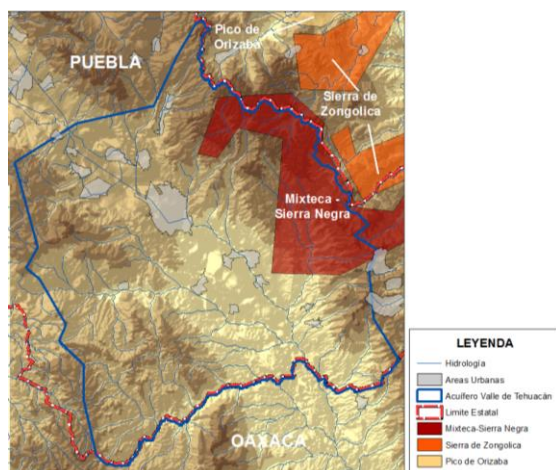 Pico de
Orizaba
PUEBLA
Sierra de
Zongolica
Mixteca -
Sierra Negra
OAXACA
LEYENDA
Hidrología
Areas Urbanas
Acuífero Valle de Tehuacán
Limite Estatal
Mixteca-Sierra Negra
Sierra de Zongolica
Pico de Orizaba